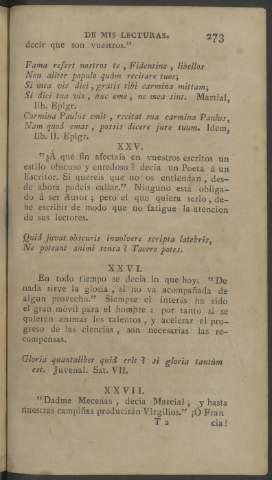 DE MIS LECTURAS. 273
decir que son vuestros."
Fama refert nostros te, Fidentine, libellos
Non aliter populo quàm recitare tuos;
Si mea vis dici, gratis tibi carmina mittam;
Si dici tua vis, hac eme, ne mea sint. Martial,
lib. Epigr.
Carmina Paulus emit, recitat sua carmina Paulus,
Nam quod emas, possis dicere jure tuum. Idem,
lib. II. Epigr.
XXV.
"¿A qué fin afectais en vuestros escritos un
estilo obscuro y enredoso? decia un Poeta á un
Escritor. Si quereis que no os entiendan, des-
de ahora podeis callar." Ninguno está obliga-
do á ser Autor; pero el que quiera serlo, de-
be escribir de modo que no fatigue la atencion
de sus lectores.
Quid juvat obscuris involvere scripta latebris,
Ne pateant animi sensa? Tacere potes.
XXVI.
En todo tiempo se decia lo que hoy. "De
nada sirve la gloria, si no va acompañada de
algun provecho." Siempre el interés ha sido
el gran móvil para el hombre: por tanto si se
quieren animar los talentos, y acelerar el pro-
greso de las ciencias, son necesarias las re-
compensas.
Gloria quantalibet quid erit? si gloria tantùm
est. Juvenal. Sat. VII.
XXVII.
"Dadme Mecenas, decia Marcial, y hasta
nuestras campiñas producirán Virgilios." ¡Ó Fran
T 2 cia!